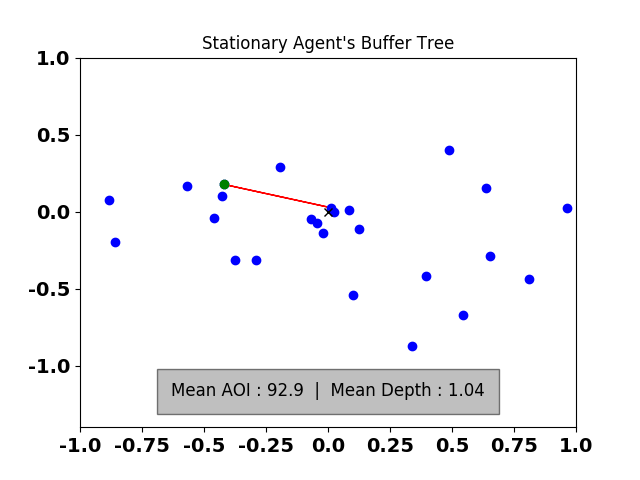 Stationary Agent's Buffer Tree
1.0
0.5
0.0
-0.5
-1.0
Mean AOI : 92.9 | Mean Depth : 1.04
-1.0 -0.75 -0.5 -0.25 0.0 0.25 0.5 0.75 1.0